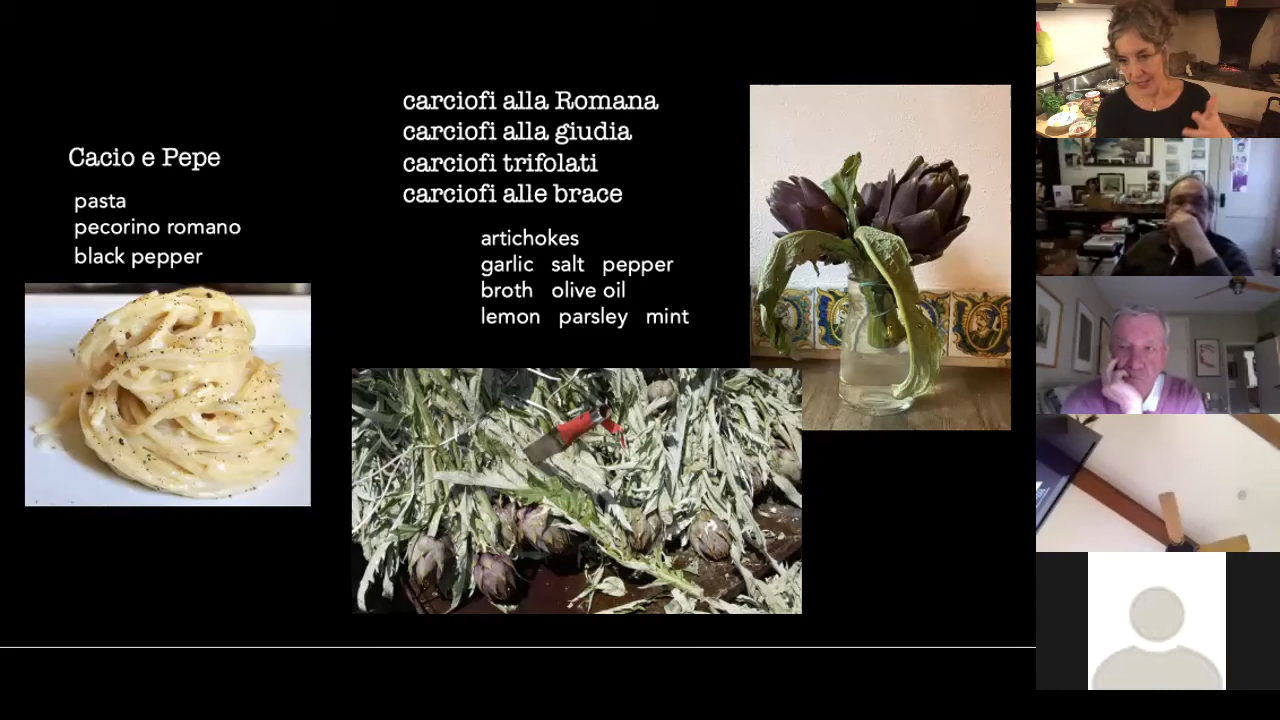 Cacio e Pepe
pasta
pecorino romano
black pepper
carciofi alla Romana
carciofi alla giudia
carciofi trifolati
carciofi alle brace
artichokes
garlic salt pepper
broth olive oil
lemon parsley mint